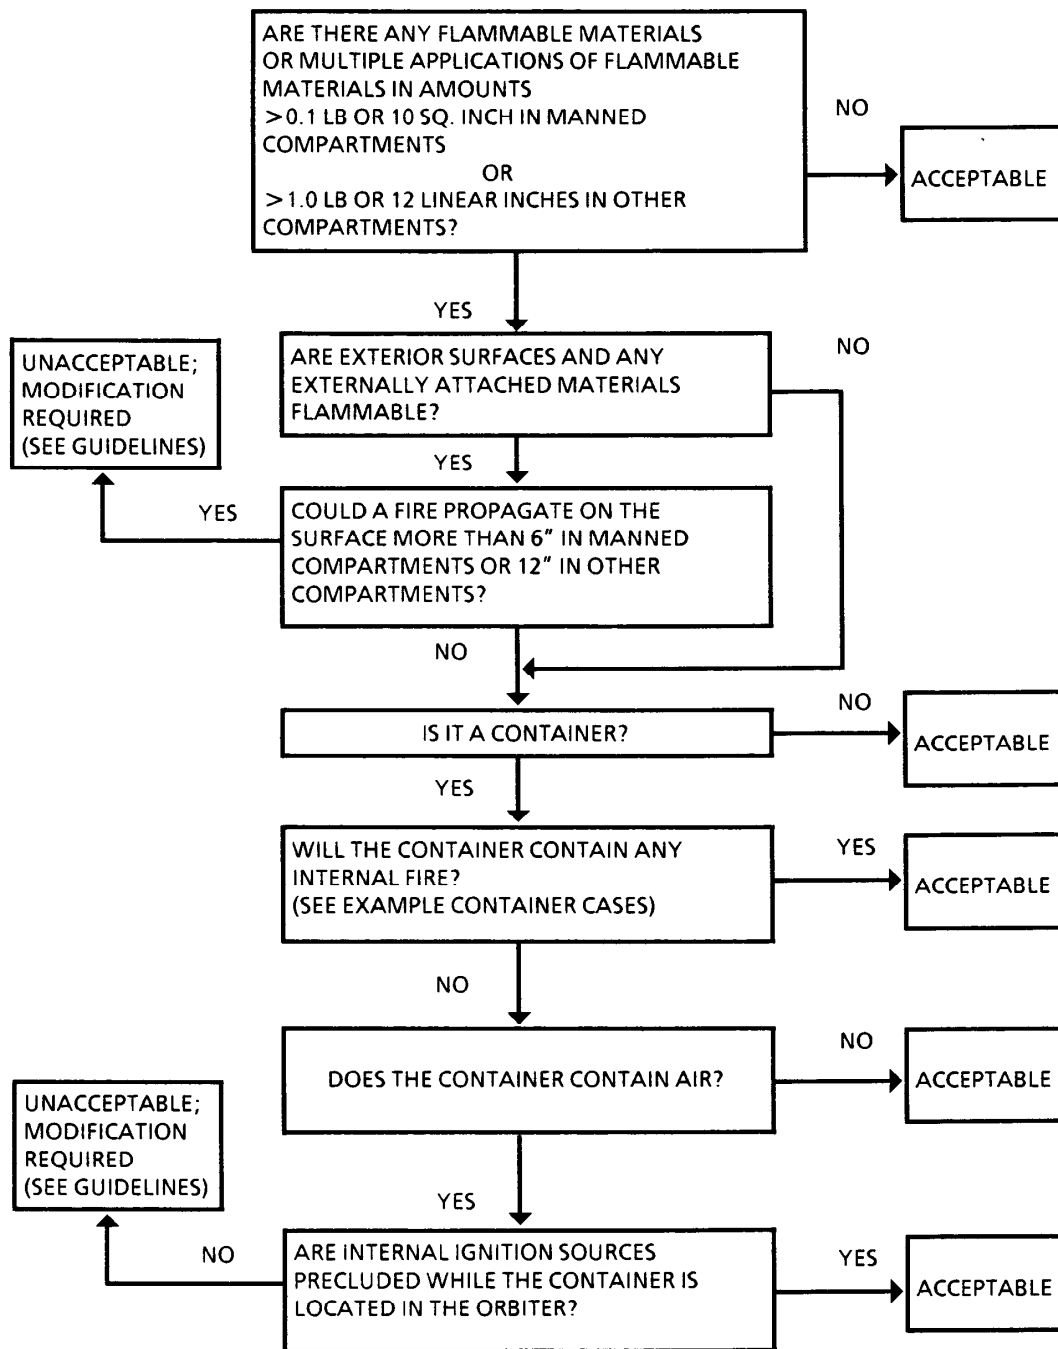 ARE THERE ANY FLAMMABLE MATERIALS
OR MULTIPLE APPLICATIONS OF FLAMMABLE
MATERIALS IN AMOUNTS
>0.1 LB OR 10 SQ. INCH IN MANNED
COMPARTMENTS
OR
>1.0 LB OR 12 LINEAR INCHES IN OTHER
COMPARTMENTS?
NO
ACCEPTABLE
YES
ARE EXTERIOR SURFACES AND ANY
EXTERNALLY ATTACHED MATERIALS
FLAMMABLE?
NO
UNACCEPTABLE;
MODIFICATION
REQUIRED
(SEE GUIDELINES)
YES
YES
COULD A FIRE PROPAGATE ON THE
SURFACE MORE THAN 6" IN MANNED
COMPARTMENTS OR 12" IN OTHER
COMPARTMENTS?
NO
IS IT A CONTAINER?
NO
ACCEPTABLE
YES
WILL THE CONTAINER CONTAIN ANY
INTERNAL FIRE?
(SEE EXAMPLE CONTAINER CASES)
YES
ACCEPTABLE
NO
DOES THE CONTAINER CONTAIN AIR?
NO
ACCEPTABLE
UNACCEPTABLE;
MODIFICATION
REQUIRED
(SEE GUIDELINES)
YES
NO
ARE INTERNAL IGNITION SOURCES
PRECLUDED WHILE THE CONTAINER IS
LOCATED IN THE ORBITER?
YES
ACCEPTABLE